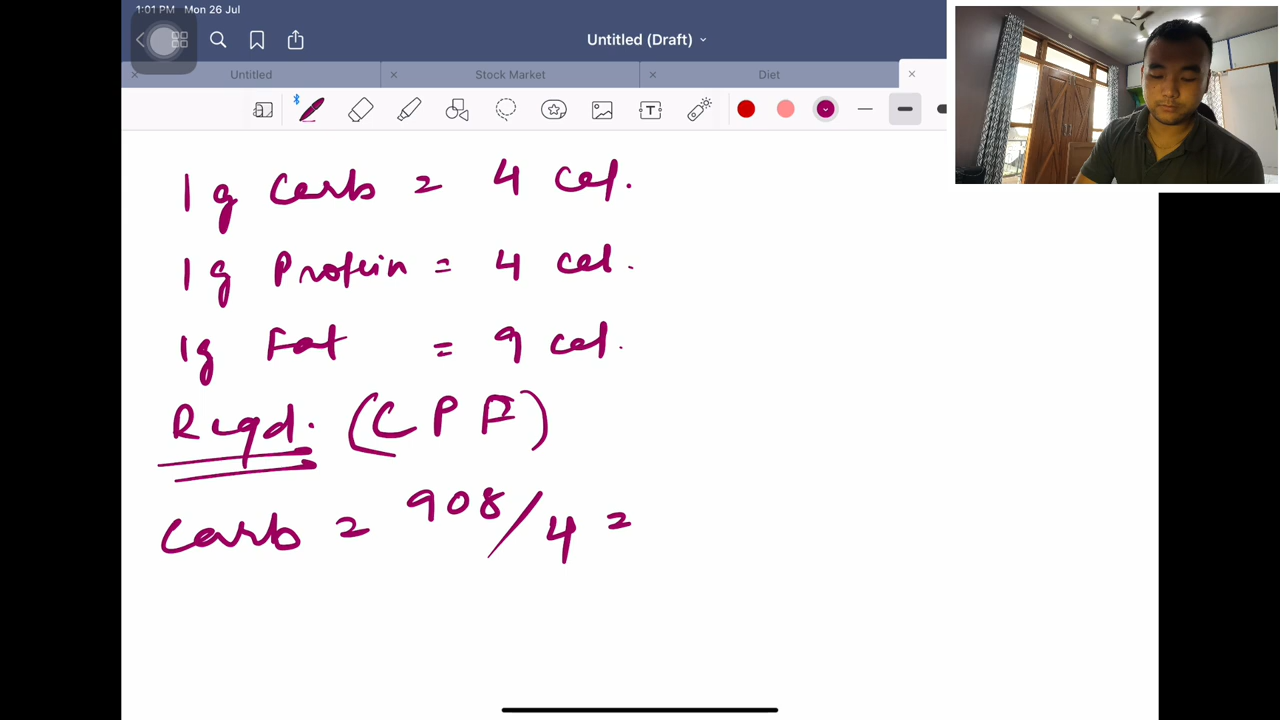 1:01 PM Mon 26 Jul
Untitled (Draft)
Untitled Stock Market Diet
1g Carb = 4 cal.
1g Protein = 4 cal.
1g Fat = 9 cal.
Reqd. (C P F)
Carb = 908/4 =